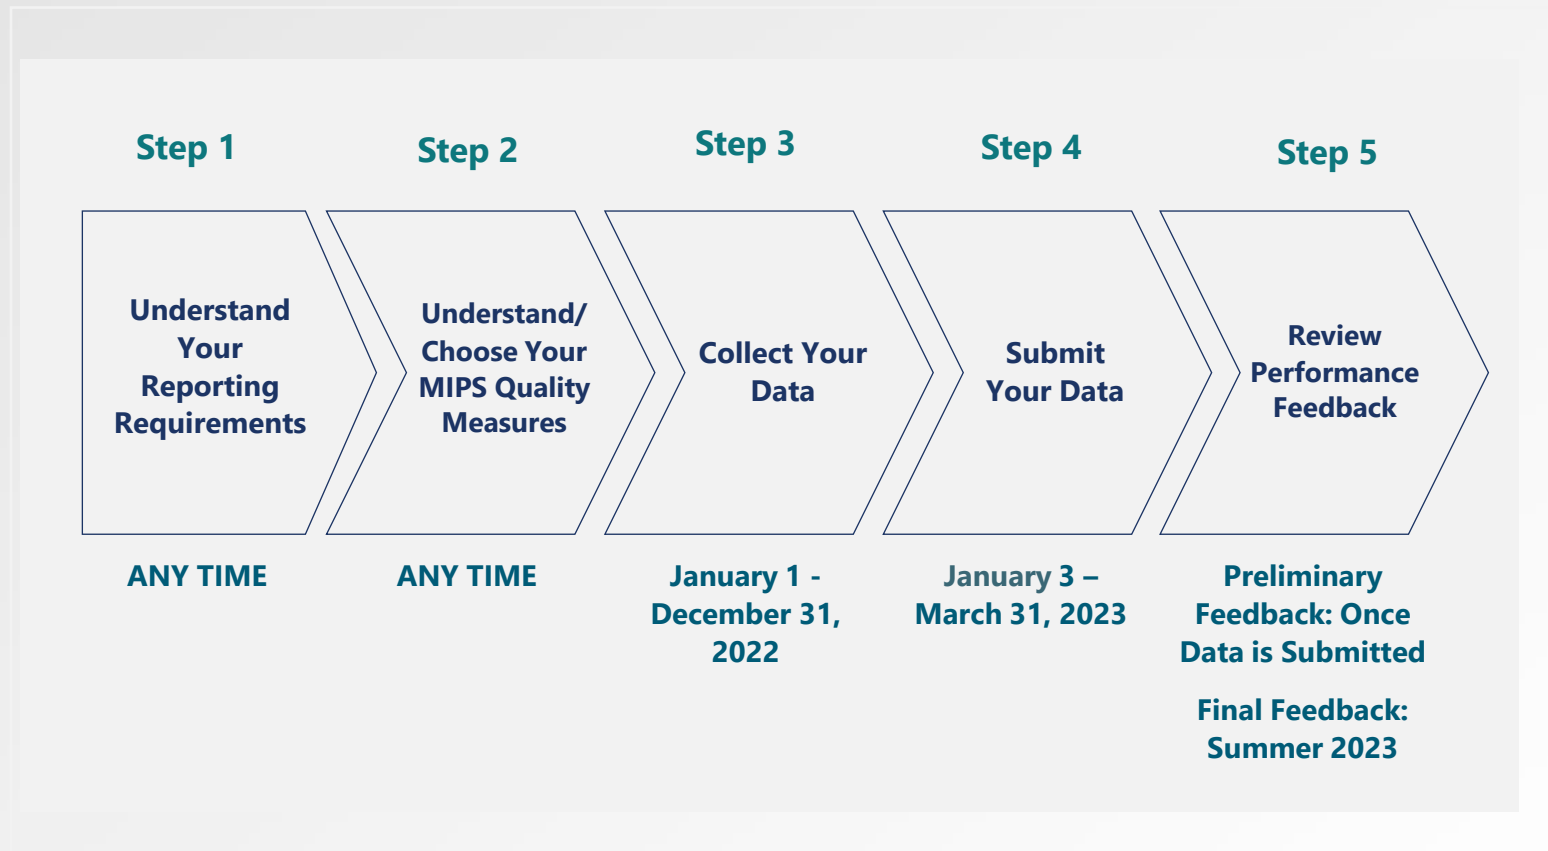 Step 1
Step 2
Step 3
Step 4
Step 5
Understand
Your
Reporting
Requirements
Understand/
Choose Your
MIPS Quality
Measures
Collect Your
Data
Submit
Your Data
Review
Performance
Feedback
ANY TIME
ANY TIME
January 1 -
December 31,
2022
January 3 –
March 31, 2023
Preliminary
Feedback: Once
Data is Submitted
Final Feedback:
Summer 2023